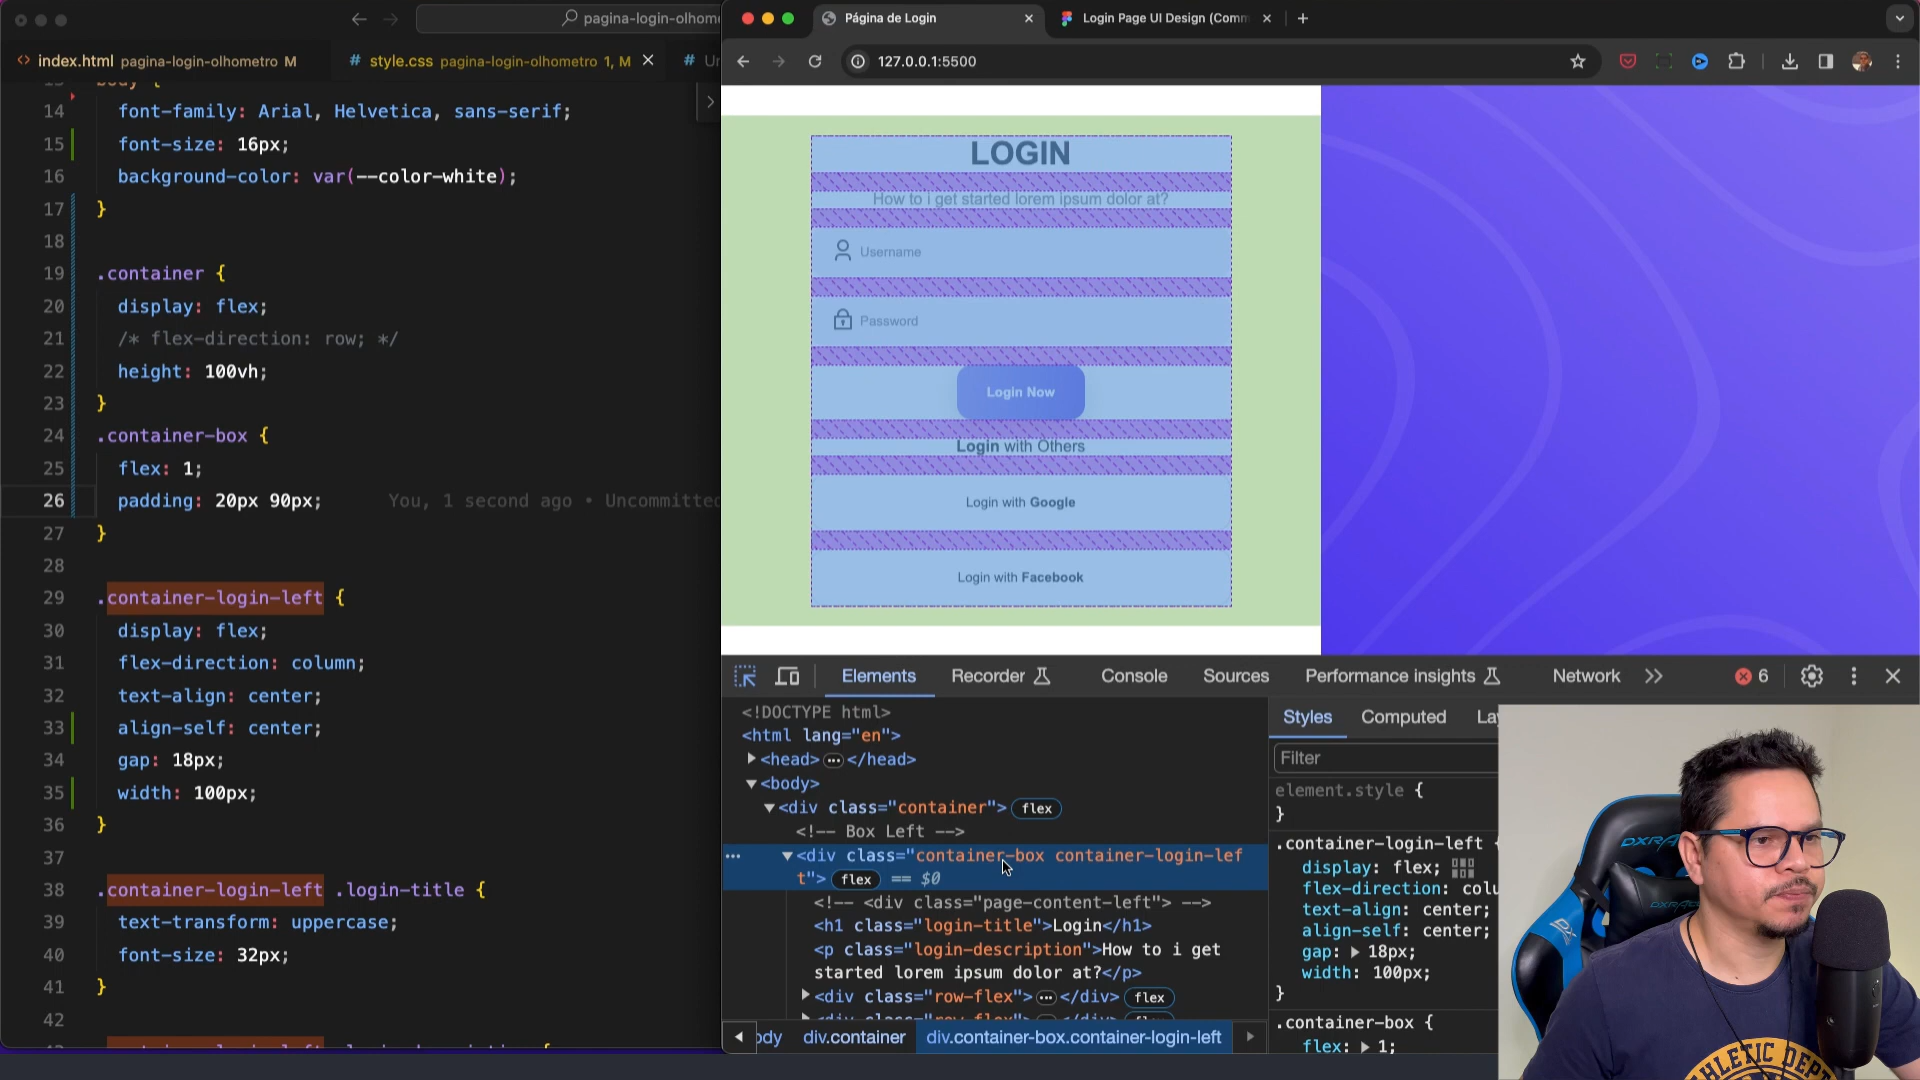 pagina-login-olhome
index.html pagina-login-olhometro M
# style.css pagina-login-olhometro 1, M
#
13 body {
14 font-family: Arial, Helvetica, sans-serif;
15 font-size: 16px;
16 background-color: var(--color-white);
17 }
18
19 .container {
20 display: flex;
21 /* flex-direction: row; */
22 height: 100vh;
23 }
24 .container-box {
25 flex: 1;
26 padding: 20px 90px; You, 1 second ago • Uncommitted
27 }
28
29 .container-login-left {
30 display: flex;
31 flex-direction: column;
32 text-align: center;
33 align-self: center;
34 gap: 18px;
35 width: 100px;
36 }
37
38 .container-login-left .login-title {
39 text-transform: uppercase;
40 font-size: 32px;
41 }
42
Página de Login
Login Page UI Design (Comm
127.0.0.1:5500
LOGIN
How to i get started lorem ipsum dolor at?
Username
Password
Login Now
Login with Others
Login with Google
Login with Facebook
Elements
Recorder
Console
Sources
Performance insights
Network
6
<!DOCTYPE html>
<html lang="en">
<head> ••• </head>
<body>
<div class="container"> flex
<!-- Box Left -->
<div class="container-box container-login-lef
t"> flex == $0
<!-- <div class="page-content-left"> -->
<h1 class="login-title">Login</h1>
<p class="login-description">How to i get
started lorem ipsum dolor at?</p>
<div class="row-flex"> ••• </div> flex
ody div.container div.container-box.container-login-left
Styles
Computed
Lay
Filter
element.style {
}
.container-login-left {
display: flex;
flex-direction: colu
text-align: center;
align-self: center;
gap: 18px;
width: 100px;
}
.container-box {
flex: 1;
DXRA
ATHLETIC DEPT